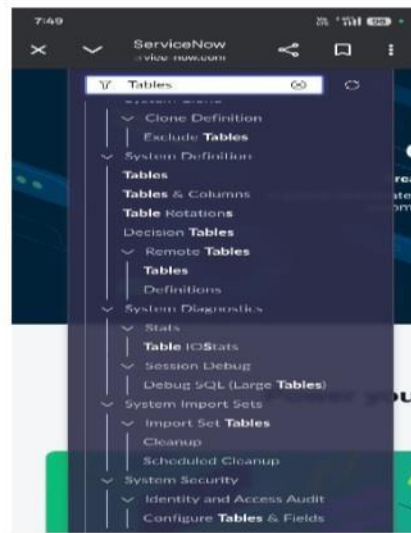 7:49
ServiceNow
Tables
System Clone
Clone Definition
Exclude Tables
System Definition
Tables
Tables & Columns
Table Rotations
Decision Tables
Remote Tables
Tables
Definitions
System Diagnostics
Stats
Table IOStats
Session Debug
Debug SQL (Large Tables)
System Import Sets
Import Set Tables
Cleanup
Scheduled Cleanup
System Security
Identity and Access Audit
Configure Tables & Fields